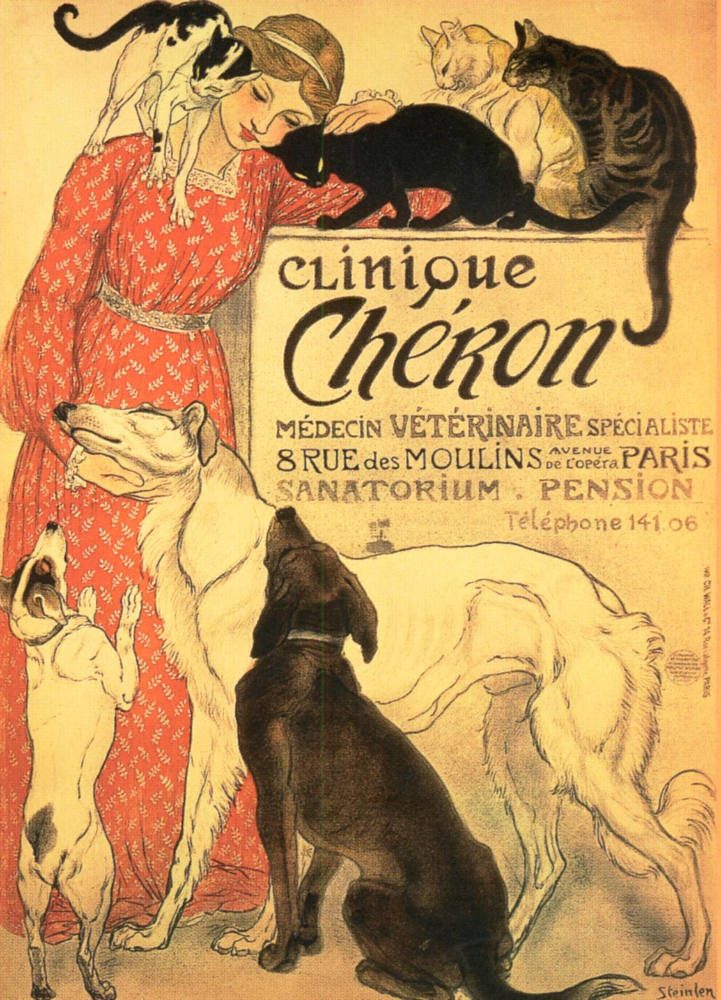 CLinique
Chéron
MÉDECiN VÉTÉRiNAiRE SPÉCiALiSTE
8 RUE des MOULiNS AVENUE DE L'OPÉRA PARiS
SANATORiUM . PENSiON
Téléphone 141.06
PARIS
Steinlen